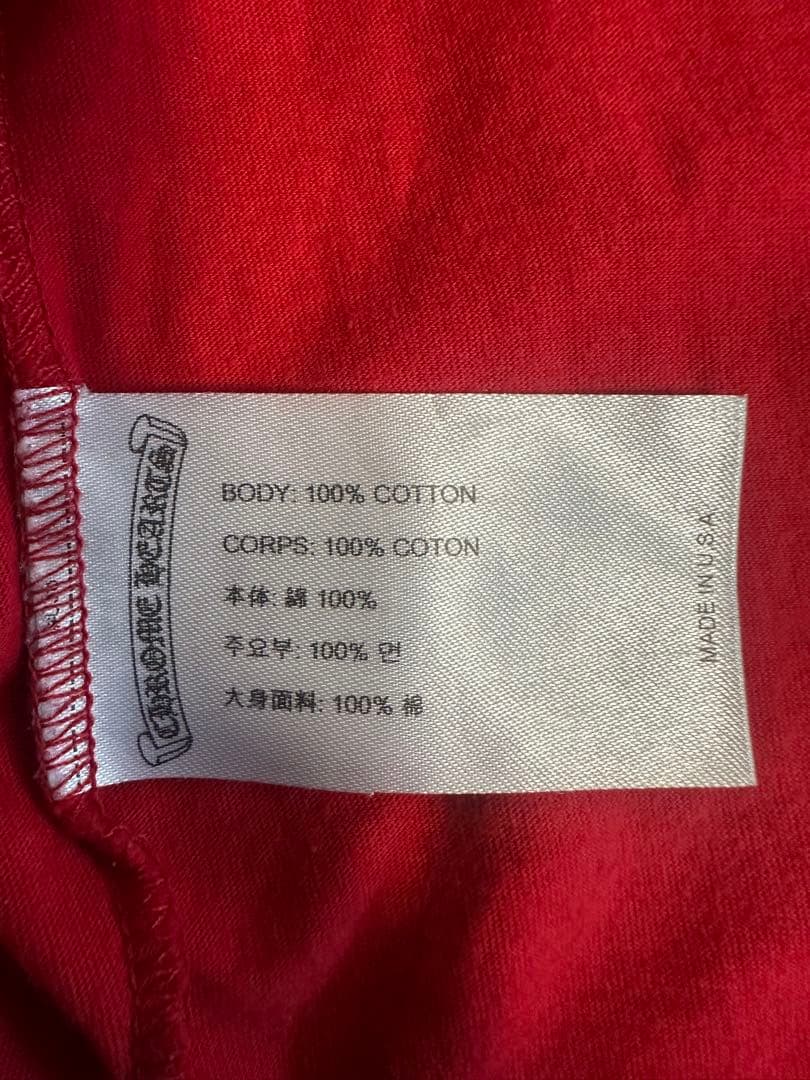 CHROME HEARTS
BODY: 100% COTTON
CORPS: 100% COTON
本体: 綿 100%
주요부: 100% 면
大身面料: 100% 棉
MADE IN USA